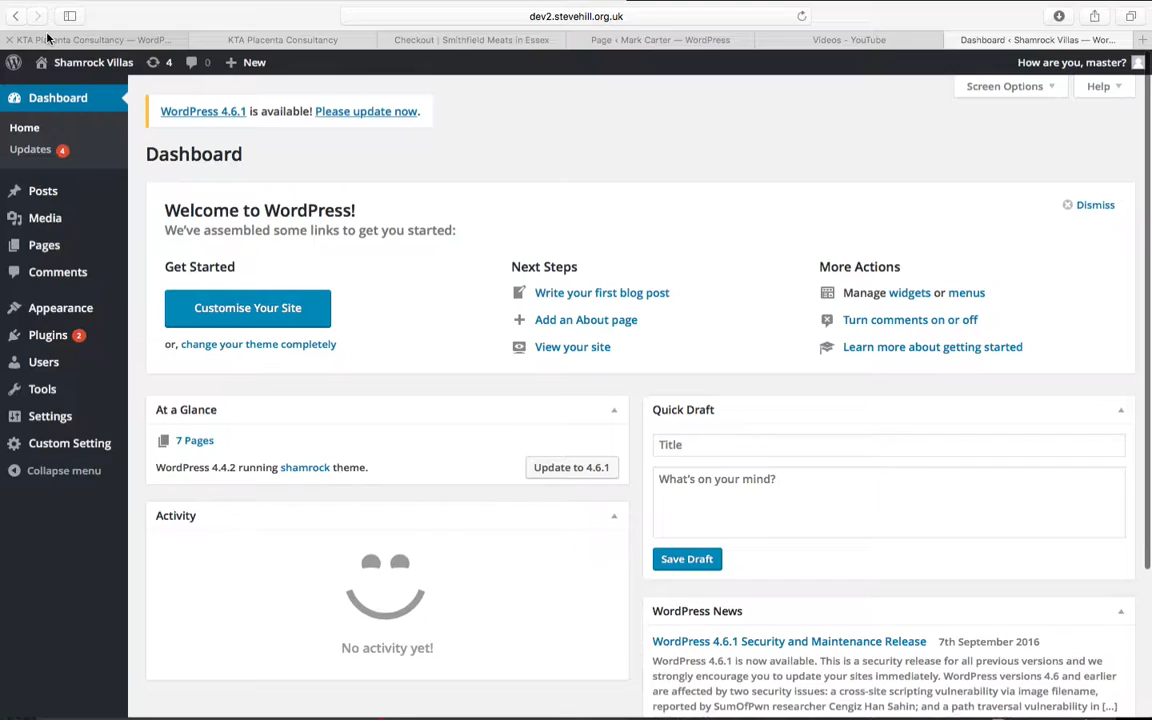 dev2.stevehill.org.uk
KTA Placenta Consultancy — WordP...
KTA Placenta Consultancy
Checkout | Smithfield Meats in Essex
Page ‹ Mark Carter — WordPress
Videos - YouTube
Dashboard ‹ Shamrock Villas — Wor...
Shamrock Villas
4
0
New
How are you, master?
Dashboard
Home
Updates 4
Posts
Media
Pages
Comments
Appearance
Plugins 2
Users
Tools
Settings
Custom Setting
Collapse menu
Screen Options
Help
WordPress 4.6.1 is available! Please update now.
Dashboard
Welcome to WordPress!
We've assembled some links to get you started:
Dismiss
Get Started
Customise Your Site
or, change your theme completely
Next Steps
Write your first blog post
Add an About page
View your site
More Actions
Manage widgets or menus
Turn comments on or off
Learn more about getting started
At a Glance
7 Pages
WordPress 4.4.2 running shamrock theme.
Update to 4.6.1
Activity
No activity yet!
Quick Draft
Title
What's on your mind?
Save Draft
WordPress News
WordPress 4.6.1 Security and Maintenance Release 7th September 2016
WordPress 4.6.1 is now available. This is a security release for all previous versions and we
strongly encourage you to update your sites immediately. WordPress versions 4.6 and earlier
are affected by two security issues: a cross-site scripting vulnerability via image filename,
reported by SumOfPwn researcher Cengiz Han Sahin; and a path traversal vulnerability in [...]